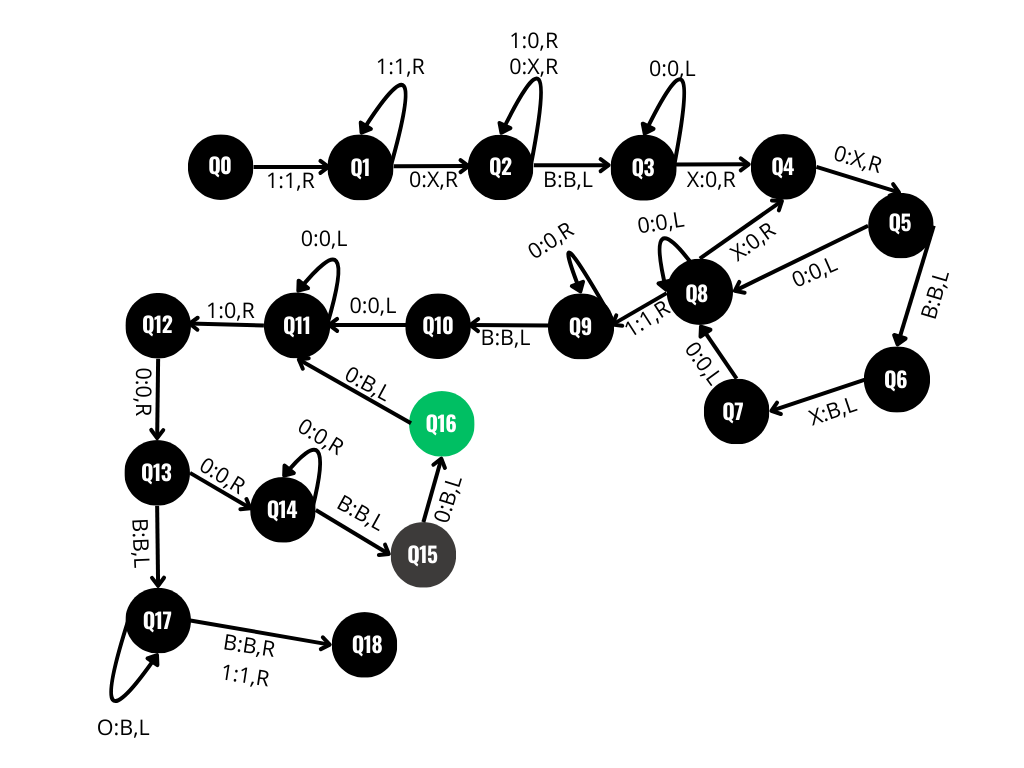 1:0,R
0:X,R
1:1,R
0:0,L
Q0
1:1,R
Q1
0:X,R
Q2
B:B,L
Q3
X:0,R
Q4
0:X,R
Q5
0:0,L
B:B,L
0:0,L
0:0,R
0:0,L
X:0,R
Q8
1:1,R
Q9
B:B,L
Q10
0:0,L
Q11
1:0,R
Q12
Q6
X:B,L
Q7
0:0,L
0:B,L
Q16
0:0,R
0:0,R
Q13
0:0,R
Q14
B:B,L
0:B,L
Q15
B:B,L
Q17
B:B,R
1:1,R
Q18
O:B,L